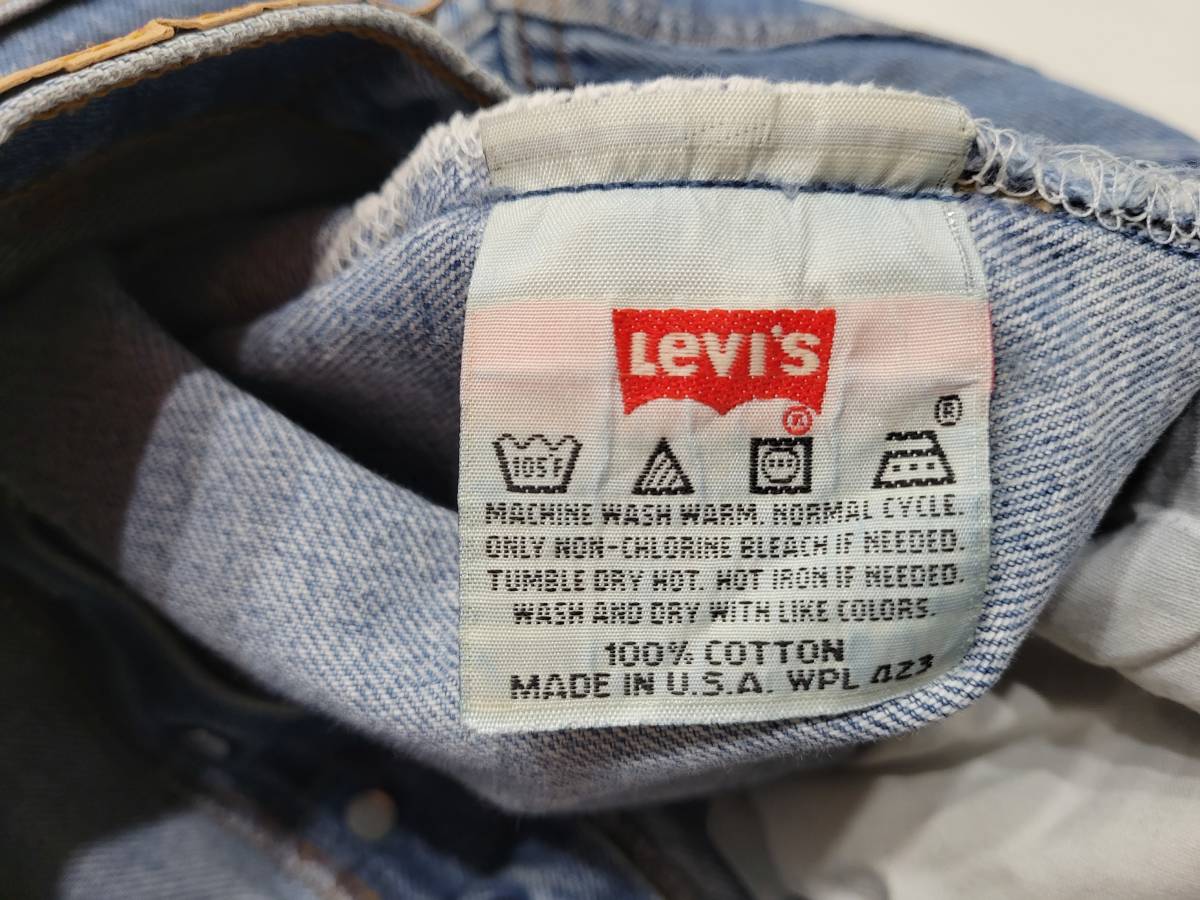 LEVI'S
®
®
105F
MACHINE WASH WARM. NORMAL CYCLE.
ONLY NON-CHLORINE BLEACH IF NEEDED.
TUMBLE DRY HOT. HOT IRON IF NEEDED.
WASH AND DRY WITH LIKE COLORS.
100% COTTON
MADE IN U.S.A. WPL 423